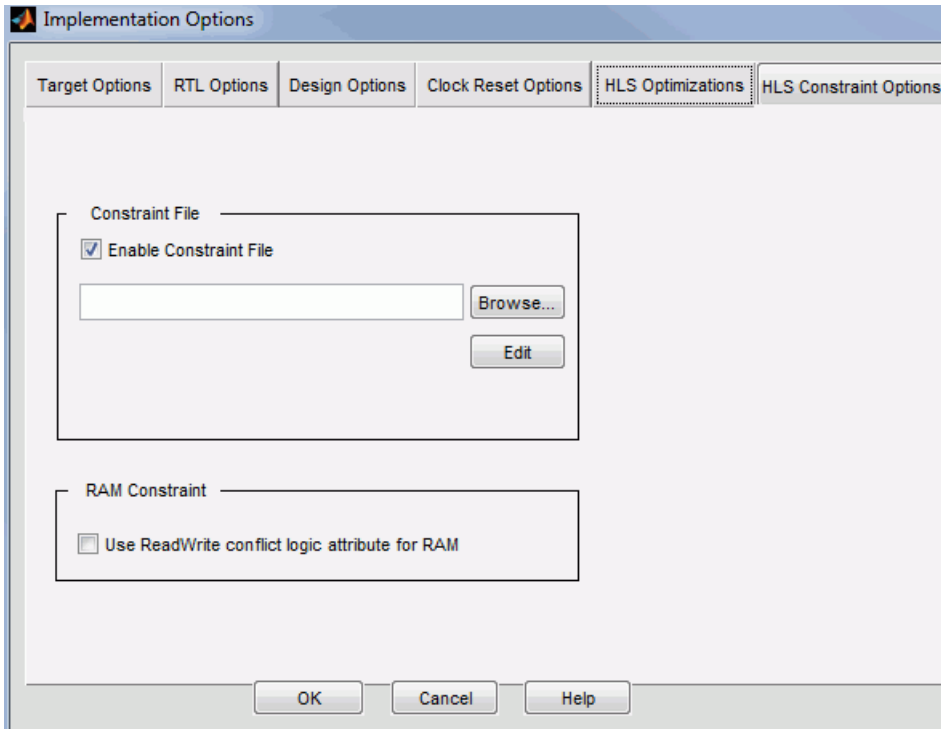 Implementation Options
Target Options RTL Options Design Options Clock Reset Options HLS Optimizations HLS Constraint Options
Constraint File
Enable Constraint File
Browse...
Edit
RAM Constraint
Use ReadWrite conflict logic attribute for RAM
OK Cancel Help